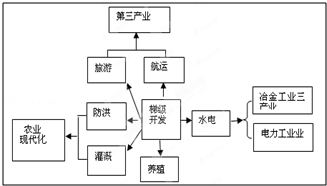 第三产业
旅游
航运
农业
现代化
防洪
灌溉
梯级
开发
水电
养殖
冶金工业三
产业
电力工业业